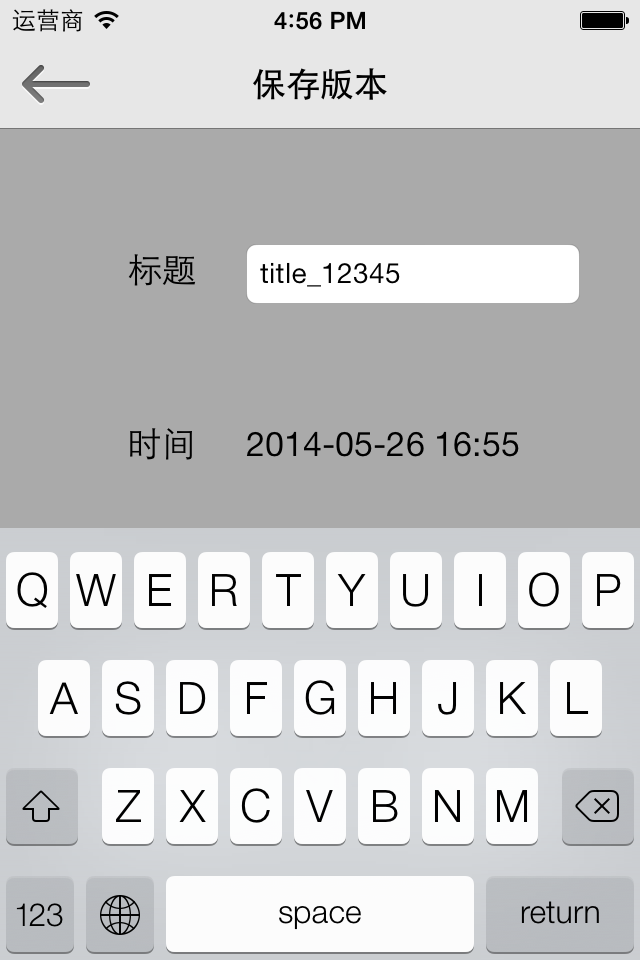 运营商 4:56 PM
保存版本
标题 title_12345
时间 2014-05-26 16:55
Q W E R T Y U I O P
A S D F G H J K L
Z X C V B N M
123 space return